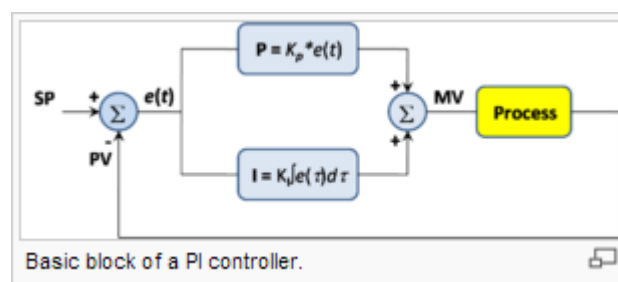 P = Kp*e(t)
SP + Σ e(t) + Σ MV Process
- PV +
I = Ki∫e(τ)dτ
Basic block of a PI controller.